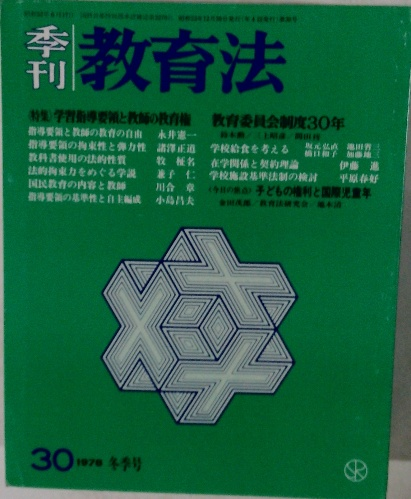 季刊 教育法
[特集] 学習指導要領と教師の教育権
指導要領と教師の教育の自由 永井憲一
指導要領の拘束性と弾力性 諸澤正道
教科書使用の法的性質 牧 柾名
法的拘束力をめぐる学説 兼子 仁
国民教育の内容と教師 川合 章
指導要領の基準性と自主編成 小島昌夫
教育委員会制度30年
学校給食を考える
在学関係と契約理論 伊藤 進
学校施設基準法制の検討 平原春好
〈今日の焦点〉 子どもの権利と国際児童年
30 1978 冬季号